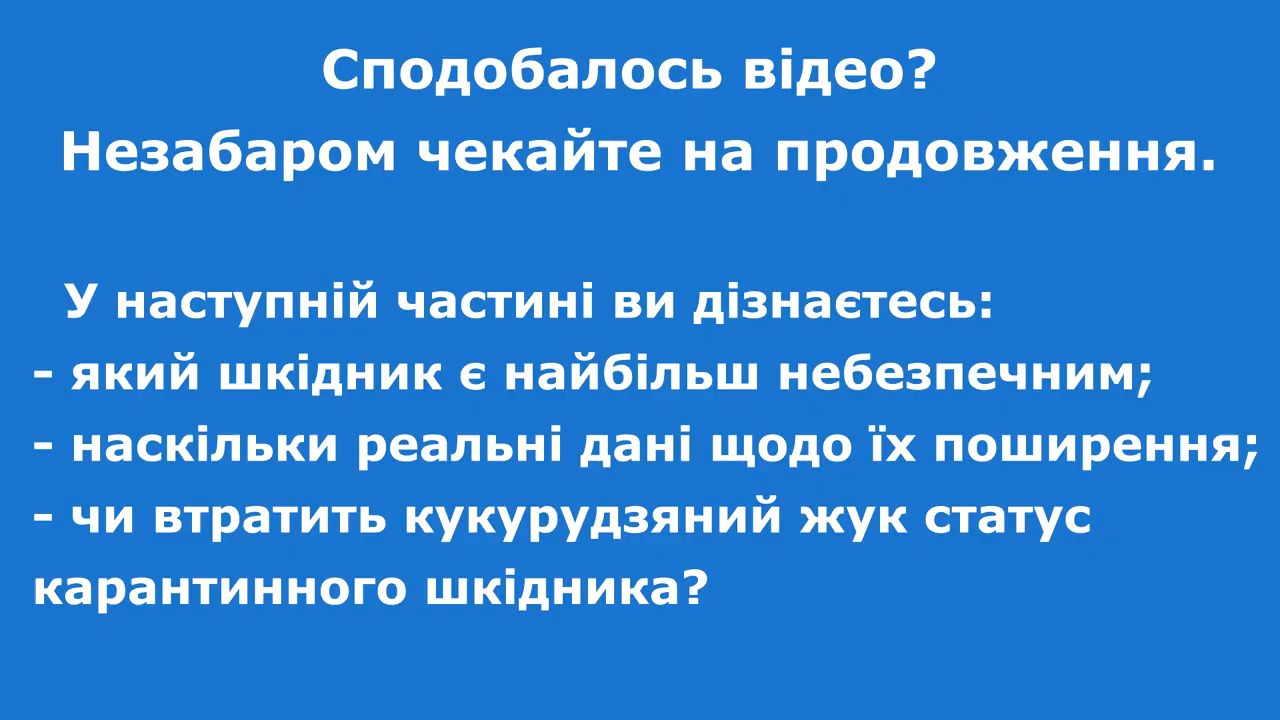 Сподобалось відео?
Незабаром чекайте на продовження.
У наступній частині ви дізнаєтесь:
- який шкідник є найбільш небезпечним;
- наскільки реальні дані щодо їх поширення;
- чи втратить кукурудзяний жук статус
карантинного шкідника?